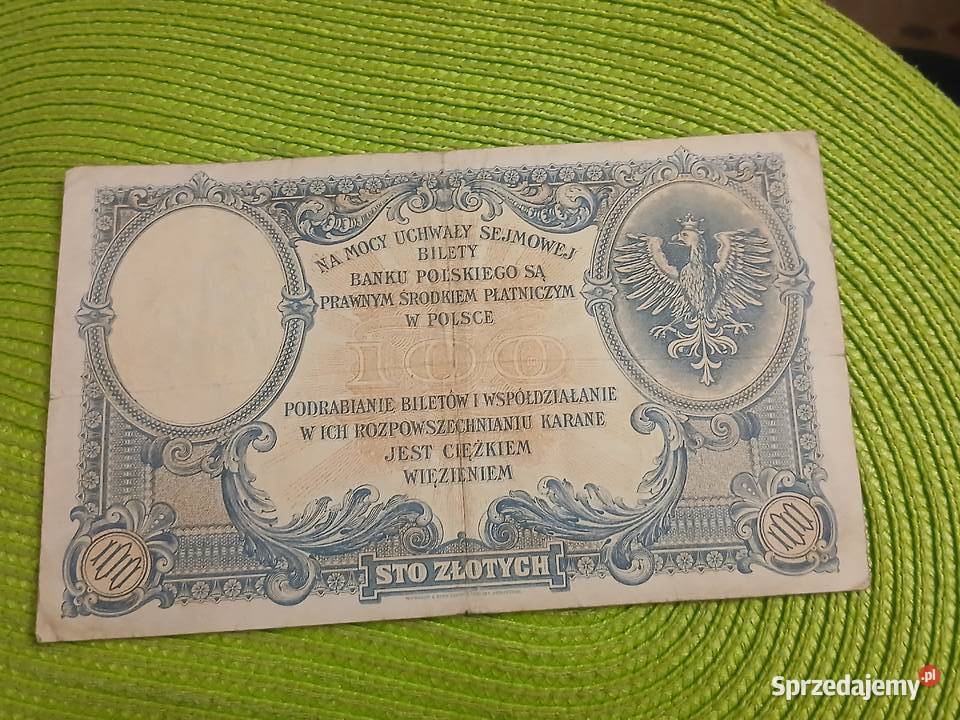 NA MOCY UCHWAŁY SEJMOWEJ
BILETY
BANKU POLSKIEGO SĄ
PRAWNYM ŚRODKIEM PŁATNICZYM
W POLSCE
100
PODRABIANIE BILETÓW I WSPÓŁDZIAŁANIE
W ICH ROZPOWSZECHNIANIU KARANE
JEST CIĘŻKIEM
WIĘZIENIEM
100
100
STO ZŁOTYCH
Sprzedajemy.pl